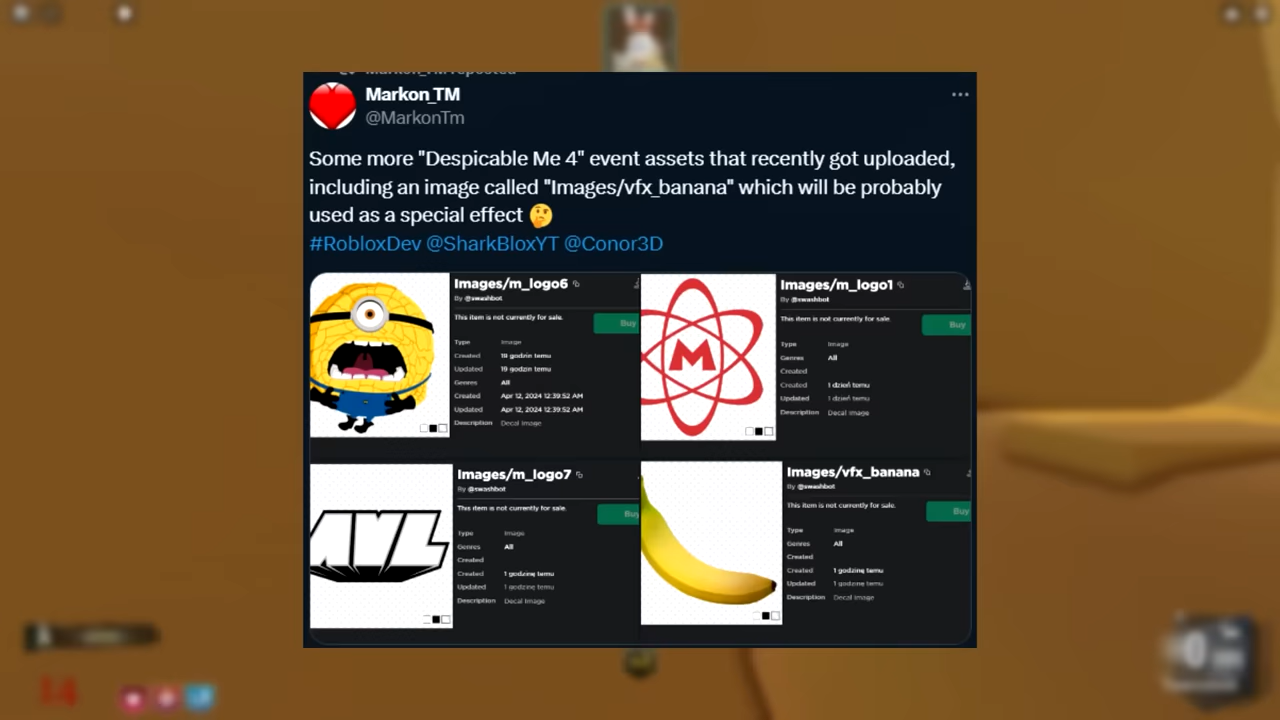 Markon_TM reposted
Markon_TM
@MarkonTm
Some more "Despicable Me 4" event assets that recently got uploaded,
including an image called "Images/vfx_banana" which will be probably
used as a special effect 🤔
#RobloxDev @SharkBloxYT @Conor3D
Images/m_logo6
By @swashbot
This item is not currently for sale.
Buy
Type Image
Created 19 godzin temu
Updated 19 godzin temu
Genres All
Created Apr 12, 2024 12:39:52 AM
Updated Apr 12, 2024 12:39:52 AM
Description Decal Image
Images/m_logo1
By @swashbot
This item is not currently for sale.
Buy
Type Image
Genres All
Created
Created 1 dzień temu
Updated 1 dzień temu
Description Decal Image
M
Images/m_logo7
By @swashbot
This item is not currently for sale.
Buy
Type Image
Genres All
Created
Created 1 godzinę temu
Updated 1 godzinę temu
Description Decal Image
AVL
Images/vfx_banana
By @swashbot
This item is not currently for sale.
Buy
Type Image
Genres All
Created
Created 1 godzinę temu
Updated 1 godzinę temu
Description Decal Image
14